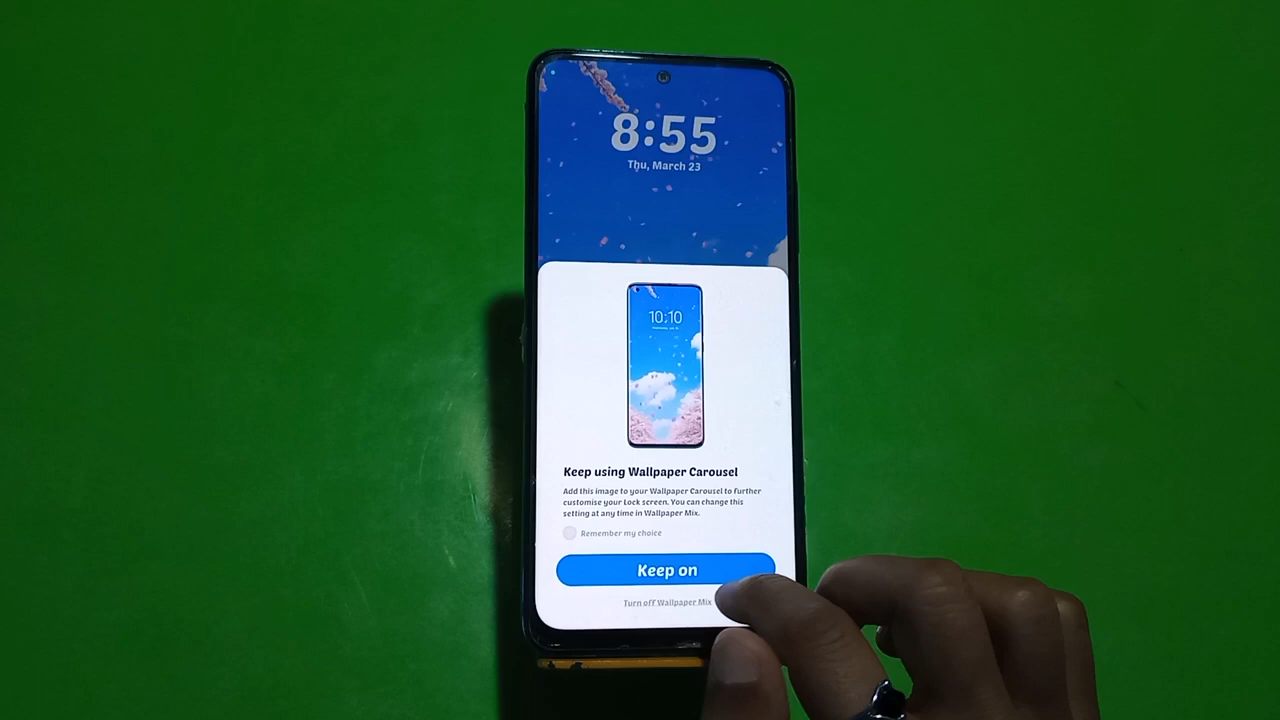 8:55
Thu, March 23
10:10
Keep using Wallpaper Carousel
Add this image to your Wallpaper Carousel to further
customise your Lock screen. You can change this
setting at any time in Wallpaper Mix.
Remember my choice
Keep on
Turn off Wallpaper Mix